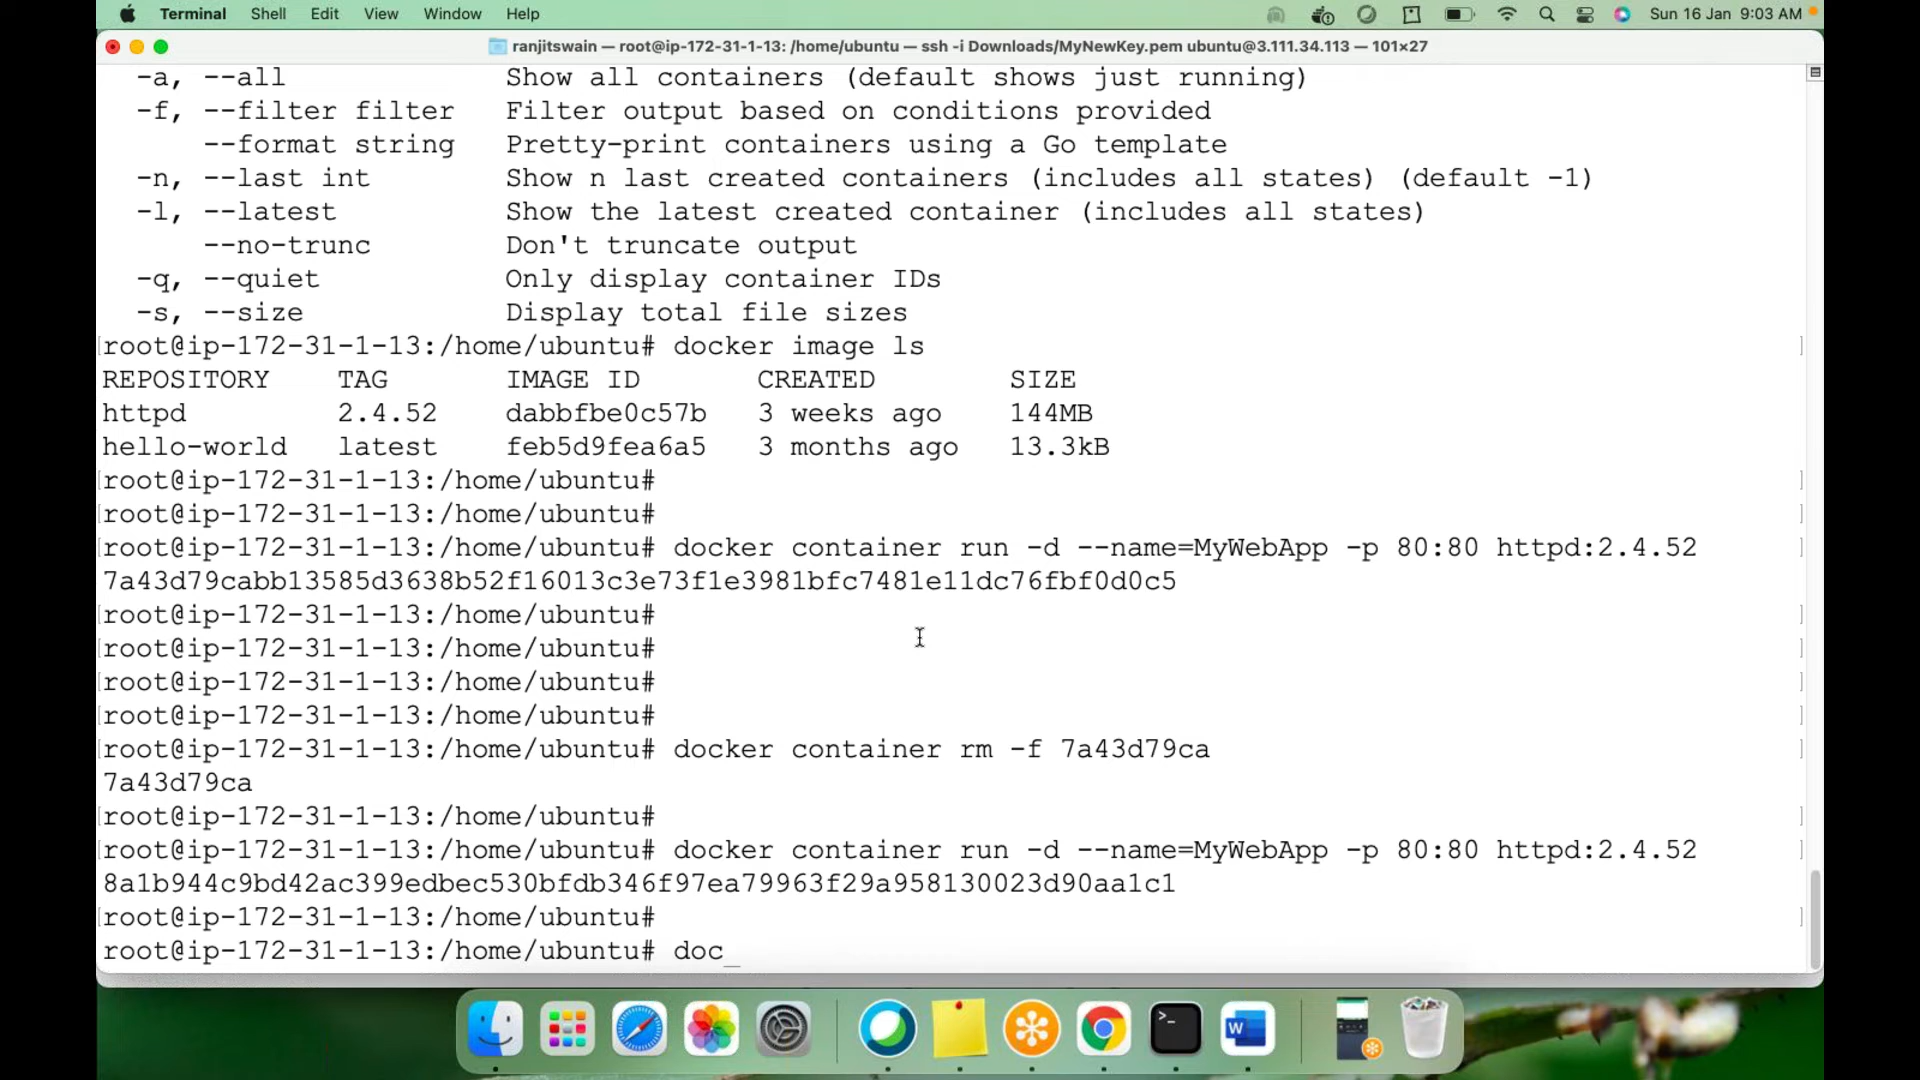 Terminal Shell Edit View Window Help Sun 16 Jan 9:03 AM
ranjitswain — root@ip-172-31-1-13: /home/ubuntu — ssh -i Downloads/MyNewKey.pem ubuntu@3.111.34.113 — 101×27
-a, --all Show all containers (default shows just running)
-f, --filter filter Filter output based on conditions provided
--format string Pretty-print containers using a Go template
-n, --last int Show n last created containers (includes all states) (default -1)
-l, --latest Show the latest created container (includes all states)
--no-trunc Don't truncate output
-q, --quiet Only display container IDs
-s, --size Display total file sizes
root@ip-172-31-1-13:/home/ubuntu# docker image ls
REPOSITORY TAG IMAGE ID CREATED SIZE
httpd 2.4.52 dabbfbe0c57b 3 weeks ago 144MB
hello-world latest feb5d9fea6a5 3 months ago 13.3kB
root@ip-172-31-1-13:/home/ubuntu#
root@ip-172-31-1-13:/home/ubuntu#
root@ip-172-31-1-13:/home/ubuntu# docker container run -d --name=MyWebApp -p 80:80 httpd:2.4.52
7a43d79cabb13585d3638b52f16013c3e73f1e3981bfc7481e11dc76fbf0d0c5
root@ip-172-31-1-13:/home/ubuntu#
root@ip-172-31-1-13:/home/ubuntu#
root@ip-172-31-1-13:/home/ubuntu#
root@ip-172-31-1-13:/home/ubuntu#
root@ip-172-31-1-13:/home/ubuntu# docker container rm -f 7a43d79ca
7a43d79ca
root@ip-172-31-1-13:/home/ubuntu#
root@ip-172-31-1-13:/home/ubuntu# docker container run -d --name=MyWebApp -p 80:80 httpd:2.4.52
8a1b944c9bd42ac399edbec530bfdb346f97ea79963f29a958130023d90aa1c1
root@ip-172-31-1-13:/home/ubuntu#
root@ip-172-31-1-13:/home/ubuntu# doc_
>_
W